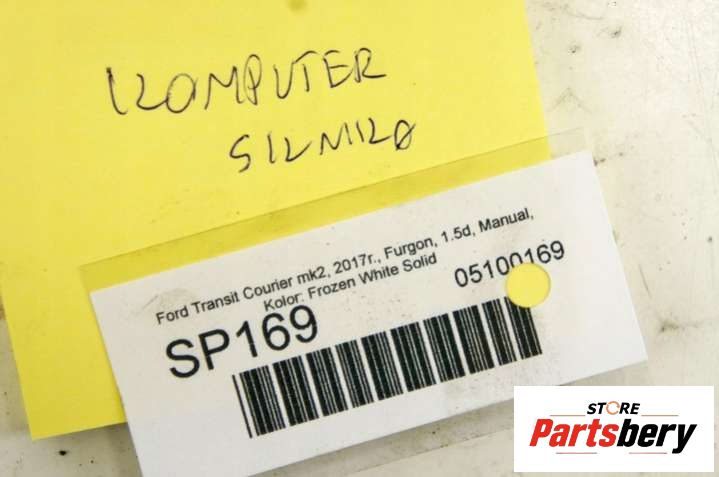 KOMPUTER
SILNIKA
Ford Transit Courier mk2, 2017r., Furgon, 1.5d, Manual,
Kolor: Frozen White Solid
SP169
05100169
STORE
Partsbery